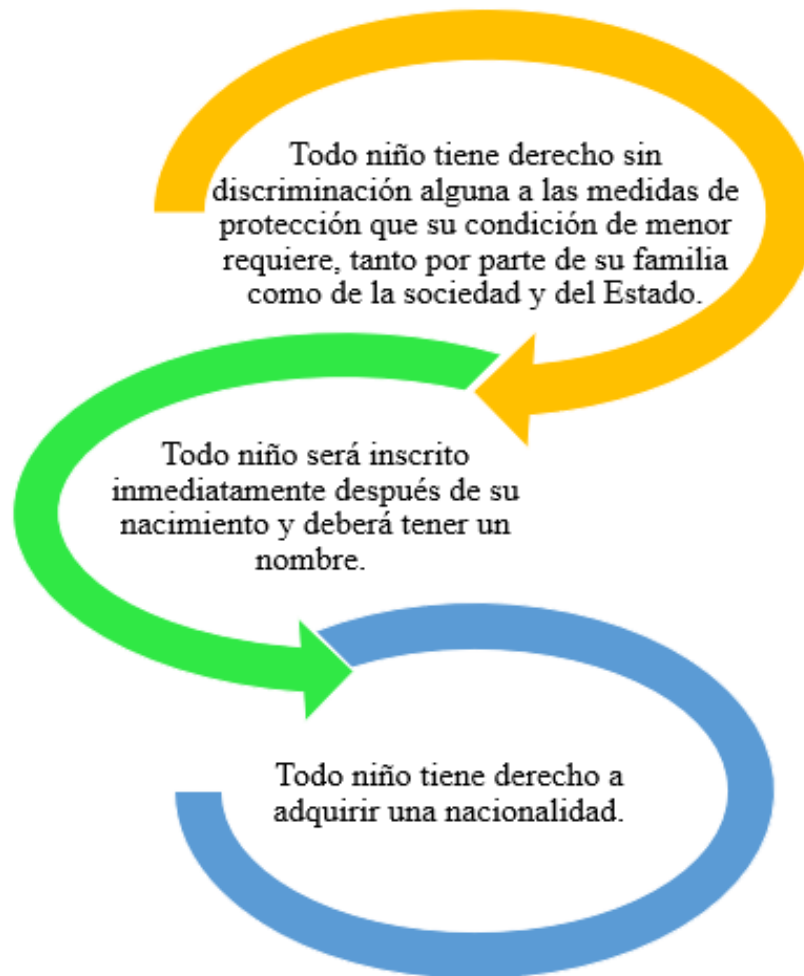 Todo niño tiene derecho sin
discriminación alguna a las medidas de
protección que su condición de menor
requiere, tanto por parte de su familia
como de la sociedad y del Estado.
Todo niño será inscrito
inmediatamente después de su
nacimiento y deberá tener un
nombre.
Todo niño tiene derecho a
adquirir una nacionalidad.